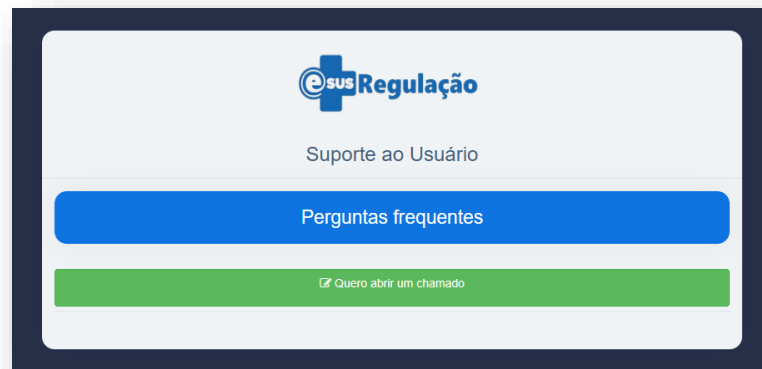 esus Regulação
Suporte ao Usuário
Perguntas frequentes
Quero abrir um chamado